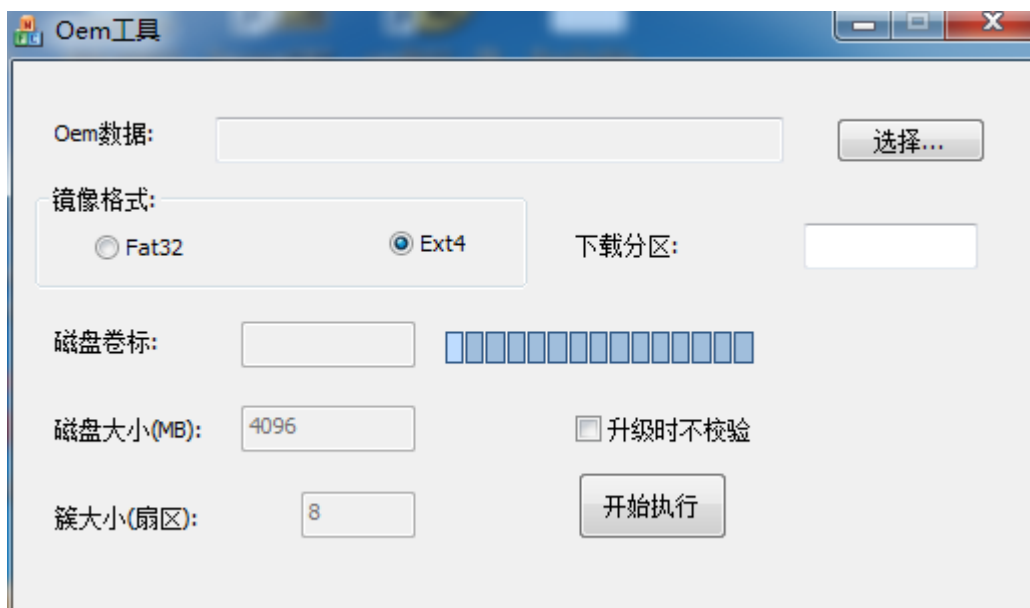 Oem工具
Oem数据:
选择...
镜像格式:
Fat32
Ext4
下载分区:
磁盘卷标:
磁盘大小(MB):
4096
升级时不校验
簇大小(扇区):
8
开始执行